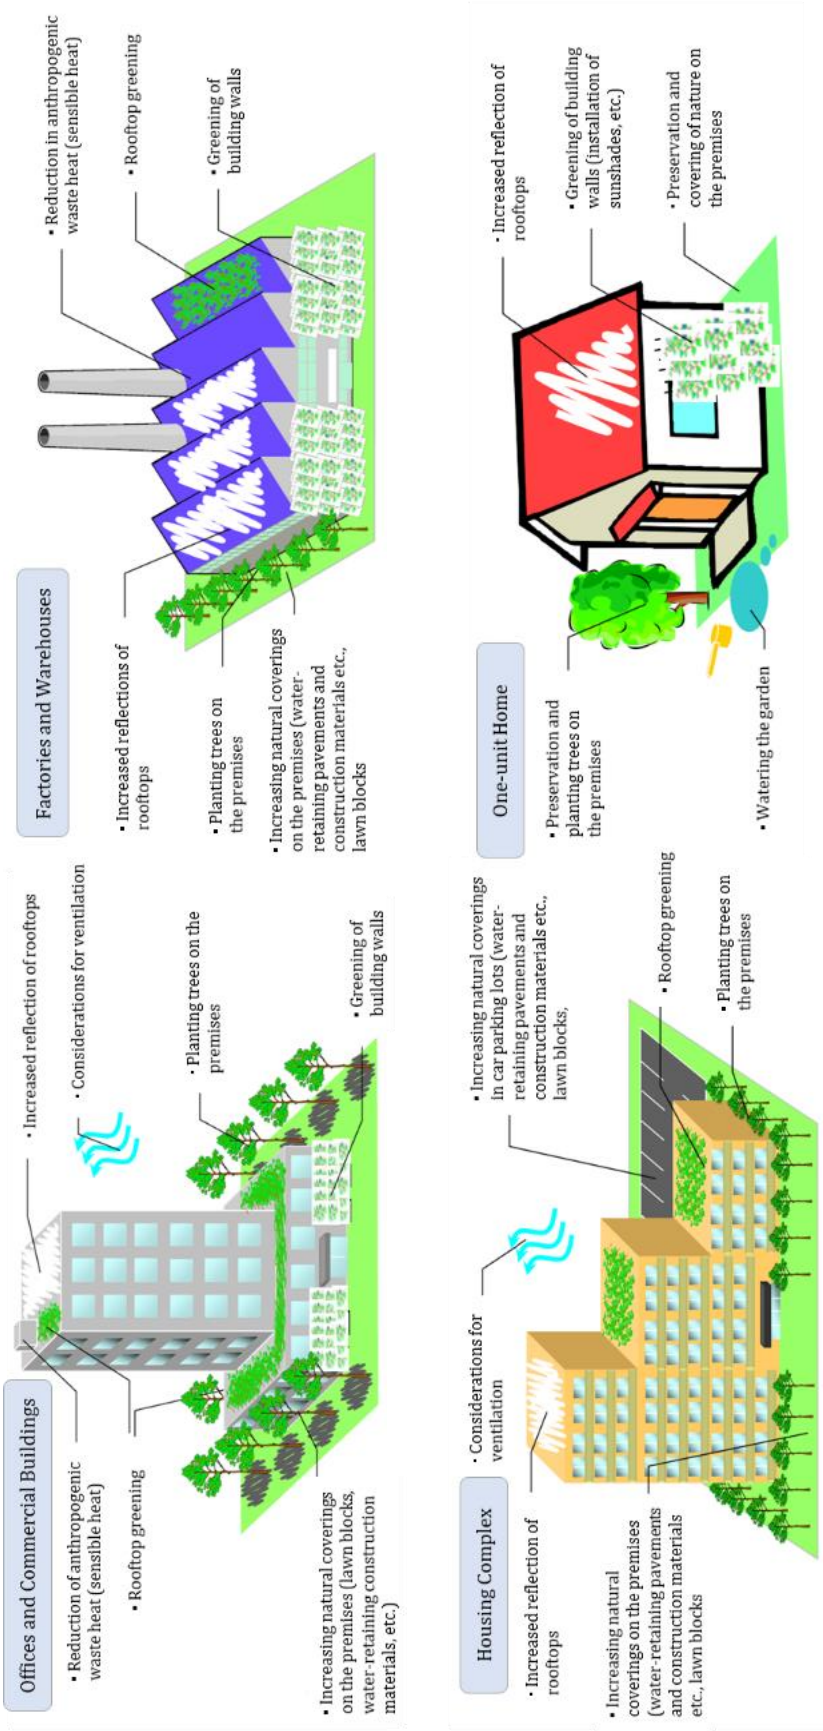 Offices and Commercial Buildings
▪ Reduction of anthropogenic
waste heat (sensible heat)
▪ Rooftop greening
▪ Increasing natural coverings
on the premises (lawn blocks,
water-retaining construction
materials, etc.)
· Increased reflection of rooftops
· Considerations for ventilation
· Planting trees on the
premises
▪ Greening of
building walls
Factories and Warehouses
▪ Increased reflections of
rooftops
▪ Planting trees on
the premises
▪ Increasing natural coverings
on the premises (water-
retaining pavements and
construction materials etc.,
lawn blocks
▪ Reduction in anthropogenic
waste heat (sensible heat)
▪ Rooftop greening
▪ Greening of
building walls
Housing Complex
· Considerations for
ventilation
· Increased reflection of
rooftops
▪ Increasing natural
coverings on the premises
(water-retaining pavements
and construction materials
etc., lawn blocks
▪ Increasing natural coverings
in car parking lots (water-
retaining pavements and
construction materials etc.,
lawn blocks,
▪ Rooftop greening
▪ Planting trees on
the premises
One-unit Home
▪ Preservation and
planting trees on
the premises
▪ Watering the garden
· Increased reflection of
rooftops
▪ Greening of building
walls (installation of
sunshades, etc.)
· Preservation and
covering of nature on
the premises